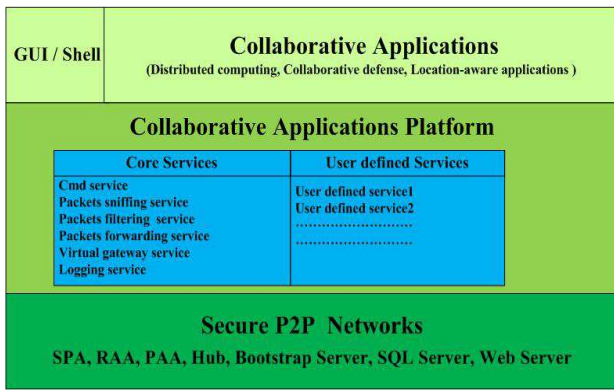 GUI / Shell
Collaborative Applications
(Distributed computing, Collaborative defense, Location-aware applications )
Collaborative Applications Platform
Core Services
Cmd service
Packets sniffing service
Packets filtering service
Packets forwarding service
Virtual gateway service
Logging service
User defined Services
User defined service1
User defined service2
............................
............................
Secure P2P Networks
SPA, RAA, PAA, Hub, Bootstrap Server, SQL Server, Web Server